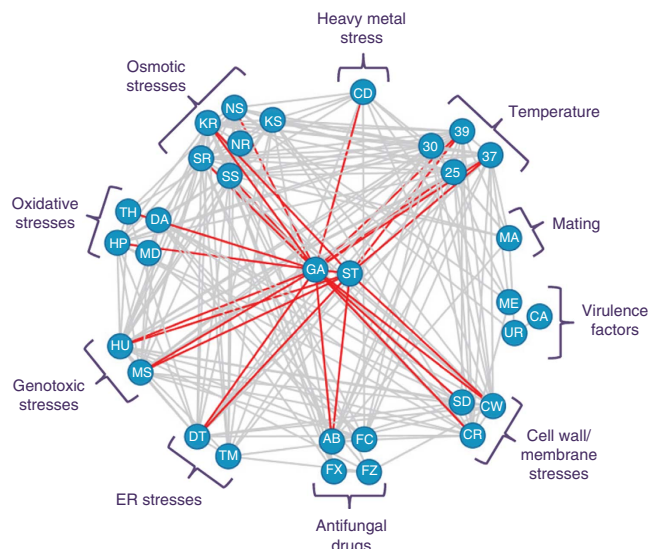 Heavy metal
stress
CD
Osmotic
stresses
NS
KR
KS
NR
SR
SS
Temperature
39
30
37
25
Oxidative
stresses
TH
DA
HP
MD
Mating
MA
GA
ST
Virulence
factors
ME
CA
UR
Genotoxic
stresses
HU
MS
Cell wall/
membrane
stresses
SD
CW
CR
ER stresses
DT
TM
AB
FC
FX
FZ
Antifungal
drugs